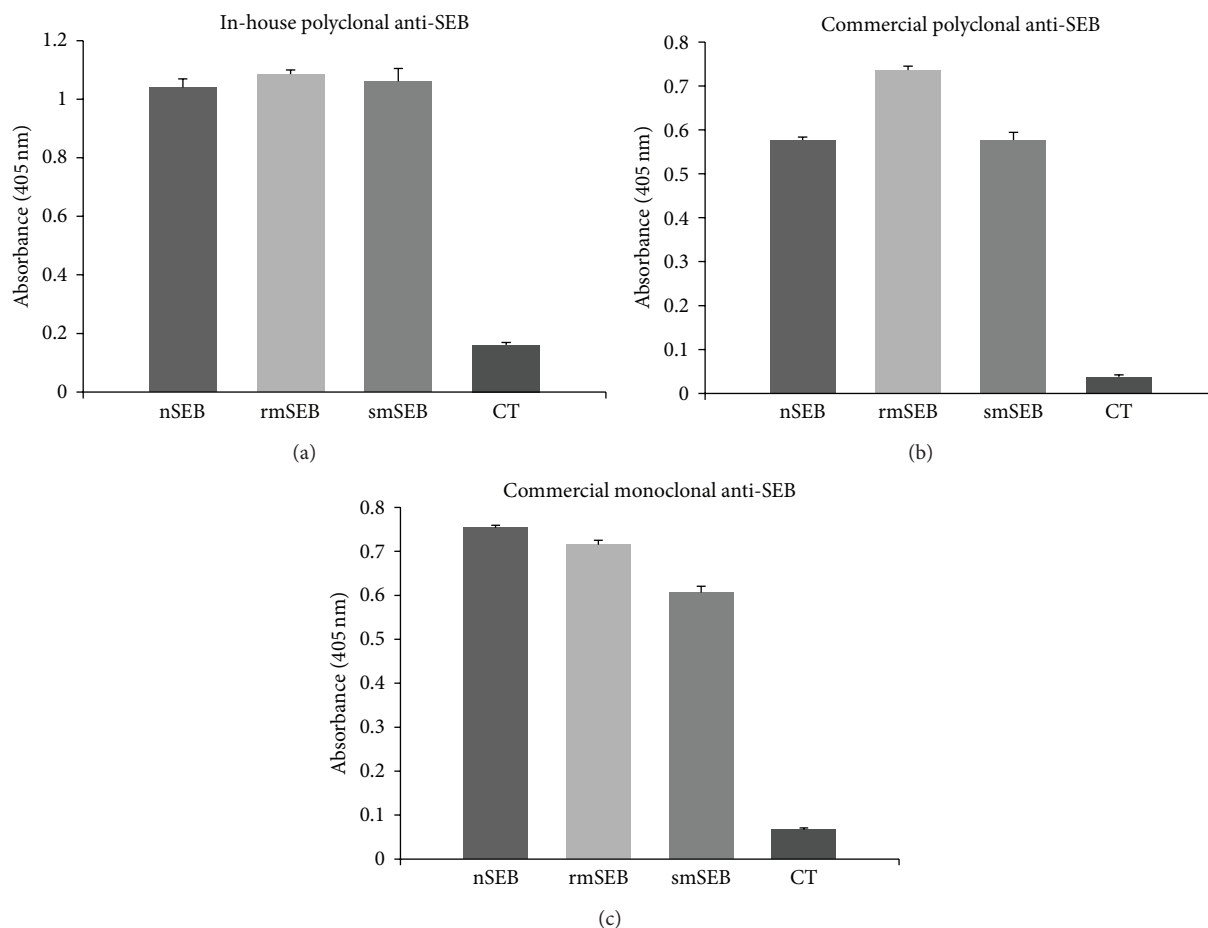 In-house polyclonal anti-SEB
1.2
1
0.8
0.6
0.4
0.2
0
Absorbance (405 nm)
nSEB rmSEB smSEB CT
(a)
Commercial polyclonal anti-SEB
0.8
0.7
0.6
0.5
0.4
0.3
0.2
0.1
0
Absorbance (405 nm)
nSEB rmSEB smSEB CT
(b)
Commercial monoclonal anti-SEB
0.8
0.7
0.6
0.5
0.4
0.3
0.2
0.1
0
Absorbance (405 nm)
nSEB rmSEB smSEB CT
(c)